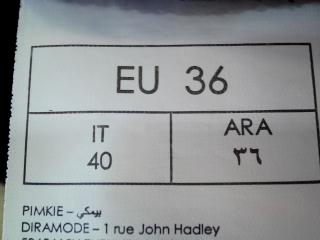 EU 36
IT
40
ARA
٣٦
PIMKIE – بيمكي
DIRAMODE – 1 rue John Hadley